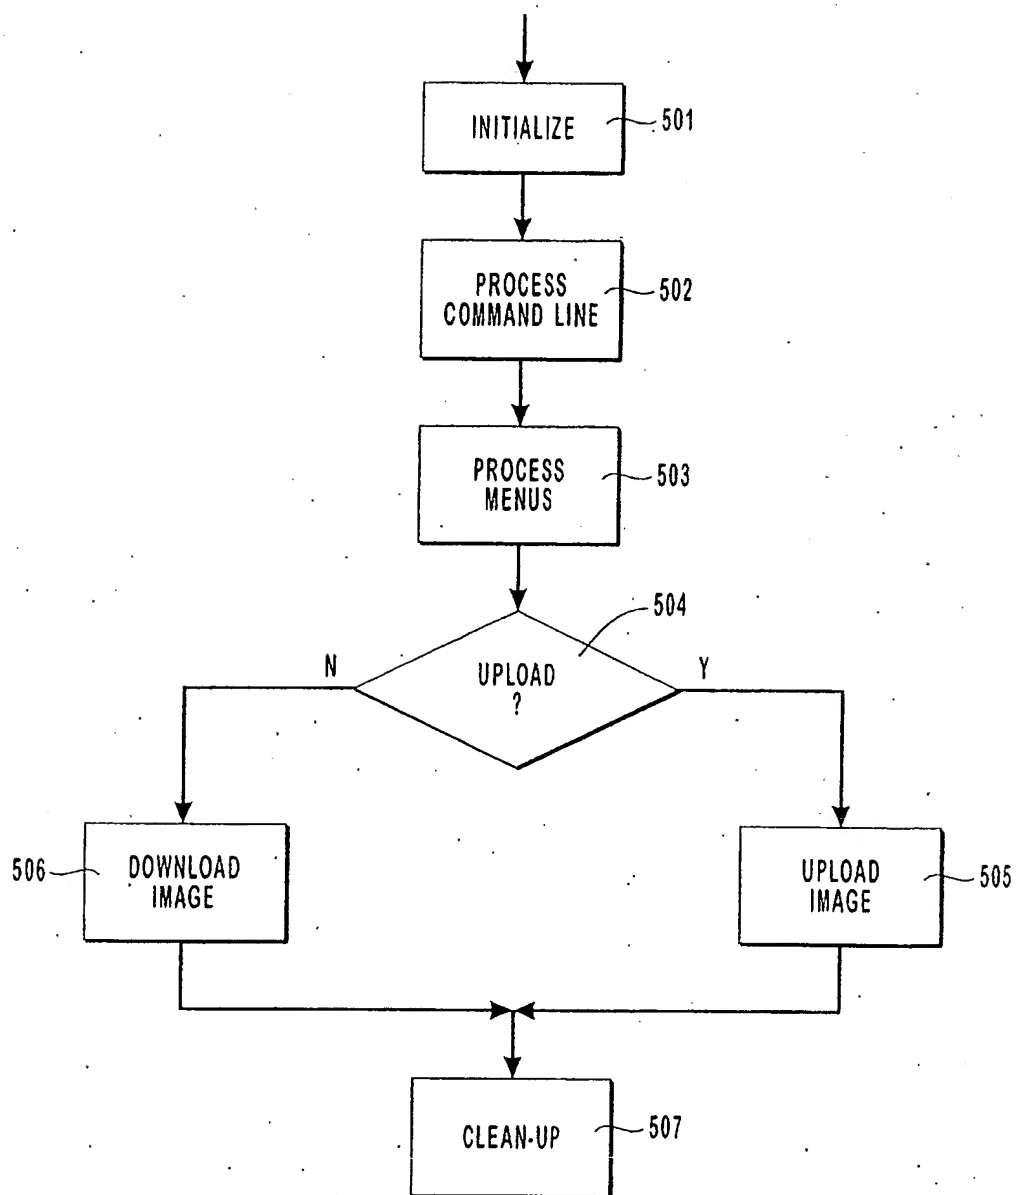 INITIALIZE
501
PROCESS
COMMAND LINE
502
PROCESS
MENUS
503
504
N
UPLOAD
?
Y
506
DOWNLOAD
IMAGE
UPLOAD
IMAGE
505
CLEAN-UP
507